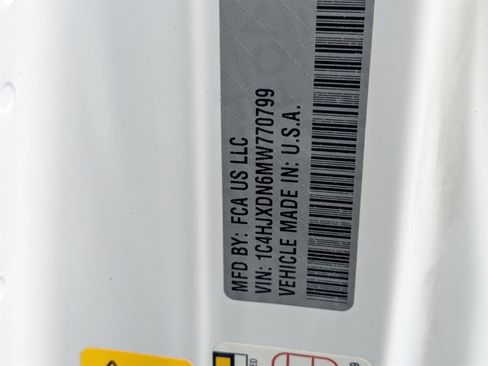 MFD BY: FCA US LLC
VIN: 1C4HJXDN6MW770799
VEHICLE MADE IN: U.S.A.